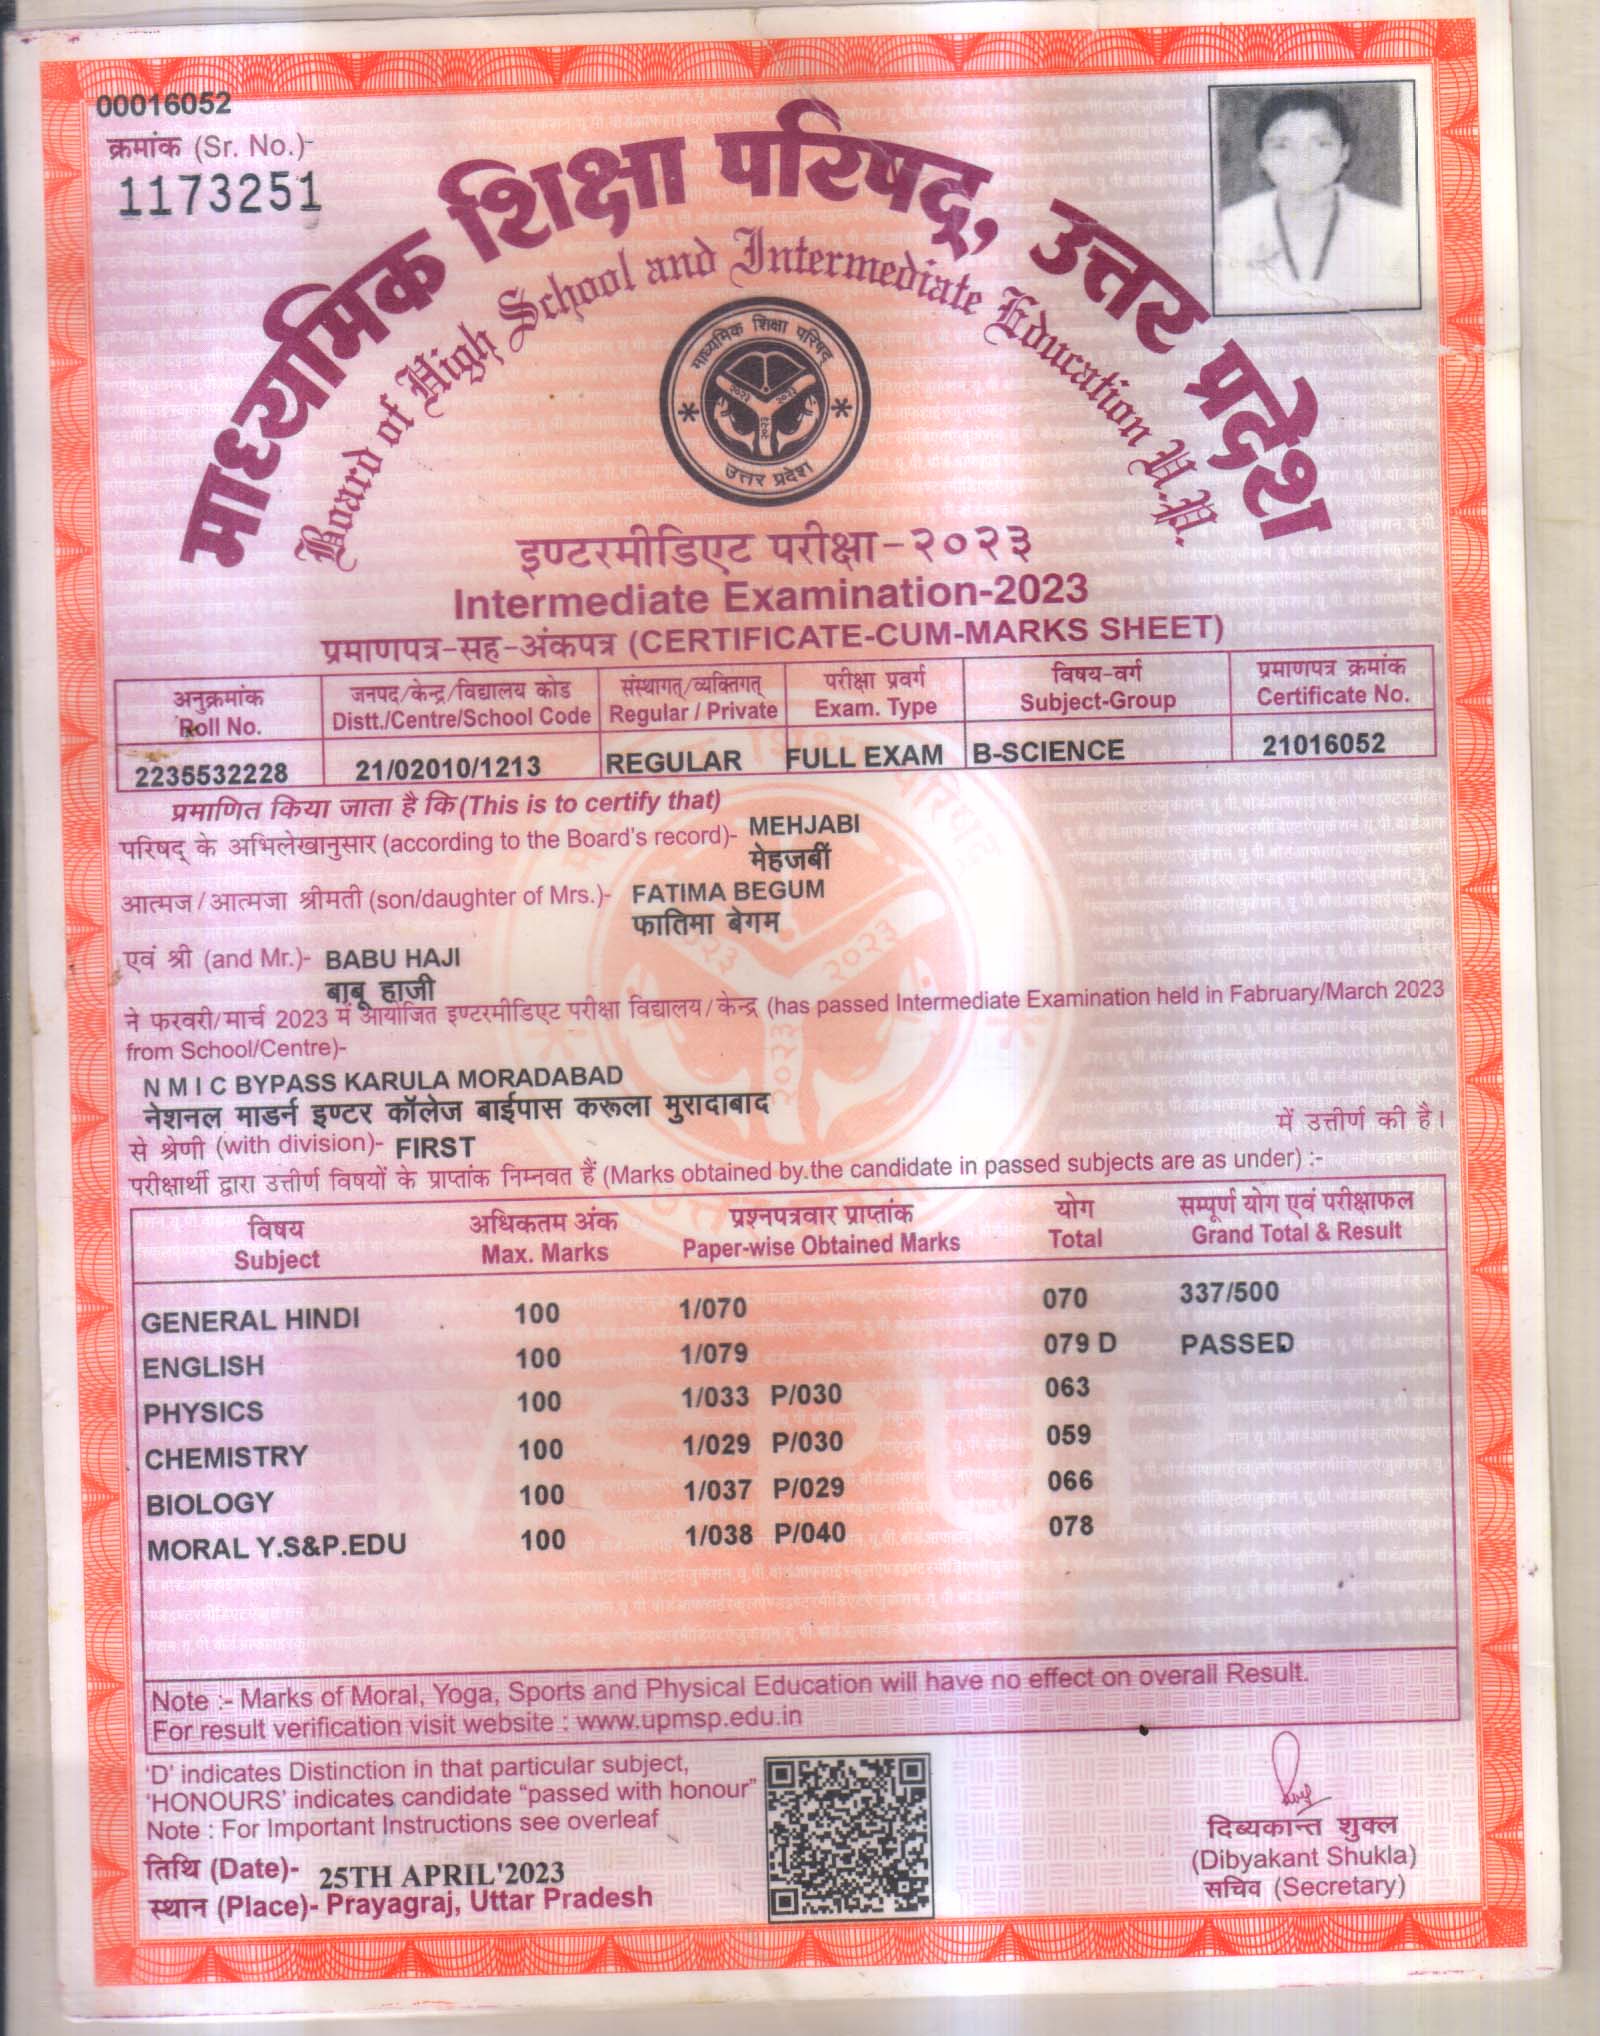 00016052
क्रमांक (Sr. No.)-
1173251
माध्यमिक शिक्षा परिषद्, उत्तर प्रदेश
Board of High School and Intermediate Education U.P.
माध्यमिक शिक्षा परिषद्
२०२३ २०२३
२०२३
उत्तर प्रदेश
इण्टरमीडिएट परीक्षा-२०२३
Intermediate Examination-2023
प्रमाणपत्र-सह-अंकपत्र (CERTIFICATE-CUM-MARKS SHEET)
अनुक्रमांक जनपद/केन्द्र/विद्यालय कोड संस्थागत्/व्यक्तिगत् परीक्षा प्रवर्ग विषय-वर्ग प्रमाणपत्र क्रमांक
Roll No. Distt./Centre/School Code Regular / Private Exam. Type Subject-Group Certificate No.
2235532228 21/02010/1213 REGULAR FULL EXAM B-SCIENCE 21016052
प्रमाणित किया जाता है कि (This is to certify that)
परिषद् के अभिलेखानुसार (according to the Board's record)- MEHJABI
मेहजबीं
आत्मज/आत्मजा श्रीमती (son/daughter of Mrs.)- FATIMA BEGUM
फातिमा बेगम
एवं श्री (and Mr.)- BABU HAJI
बाबू हाजी
ने फरवरी/मार्च 2023 में आयोजित इण्टरमीडिएट परीक्षा विद्यालय/केन्द्र (has passed Intermediate Examination held in Fabruary/March 2023
from School/Centre)-
N M I C BYPASS KARULA MORADABAD
नेशनल माडर्न इण्टर कॉलेज बाईपास करूला मुरादाबाद
में उत्तीर्ण की है।
से श्रेणी (with division)- FIRST
परीक्षार्थी द्वारा उत्तीर्ण विषयों के प्राप्तांक निम्नवत हैं (Marks obtained by.the candidate in passed subjects are as under) :-
विषय अधिकतम अंक प्रश्नपत्रवार प्राप्तांक योग सम्पूर्ण योग एवं परीक्षाफल
Subject Max. Marks Paper-wise Obtained Marks Total Grand Total & Result
GENERAL HINDI 100 1/070 070 337/500
ENGLISH 100 1/079 079 D PASSED
PHYSICS 100 1/033 P/030 063
CHEMISTRY 100 1/029 P/030 059
BIOLOGY 100 1/037 P/029 066
MORAL Y.S&P.EDU 100 1/038 P/040 078
Note :- Marks of Moral, Yoga, Sports and Physical Education will have no effect on overall Result.
For result verification visit website : www.upmsp.edu.in
'D' indicates Distinction in that particular subject,
'HONOURS' indicates candidate "passed with honour"
Note : For Important Instructions see overleaf
तिथि (Date)- 25TH APRIL'2023
स्थान (Place)- Prayagraj, Uttar Pradesh
दिब्यकान्त शुक्ल
(Dibyakant Shukla)
सचिव (Secretary)